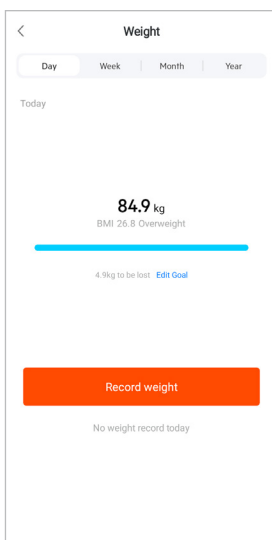 Weight
Day Week Month Year
Today
84.9 kg
BMI 26.8 Overweight
4.9kg to be lost Edit Goal
Record weight
No weight record today